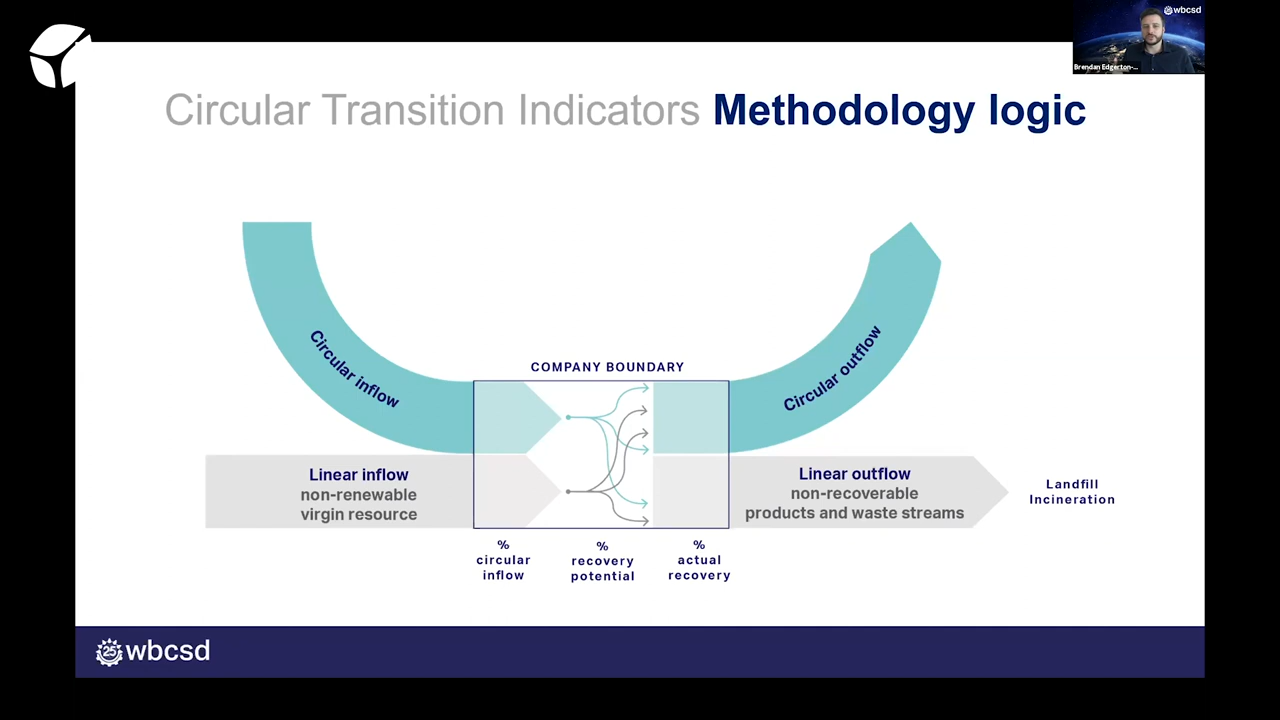 wbcsd
Brendan Edgerton-...
Circular Transition Indicators Methodology logic
Circular inflow
Circular outflow
COMPANY BOUNDARY
Linear inflow
non-renewable
virgin resource
Linear outflow
non-recoverable
products and waste streams
Landfill
Incineration
%
circular
inflow
%
recovery
potential
%
actual
recovery
25 wbcsd